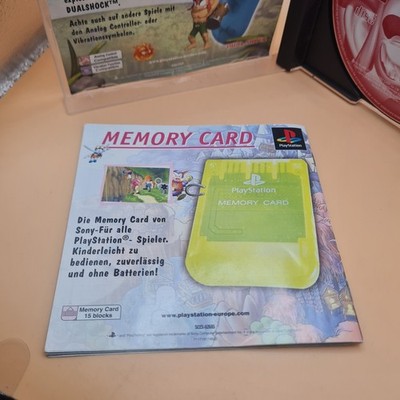 DUALSHOCK™.
Achte auch auf andere Spiele mit
den Analog Controller- oder
Vibrationssymbolen.
MEMORY CARD
PlayStation
PlayStation
MEMORY CARD
Die Memory Card von
Sony-Für alle
PlayStation®- Spieler.
Kinderleicht zu
bedienen, zuverlässig
und ohne Batterien!
Memory Card
15 blocks
www.playstation-europe.com